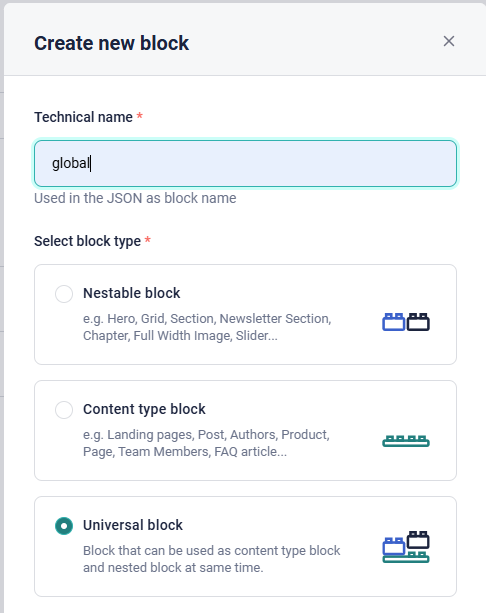 Create new block
Technical name *
global
Used in the JSON as block name
Select block type *
Nestable block
e.g. Hero, Grid, Section, Newsletter Section,
Chapter, Full Width Image, Slider...
Content type block
e.g. Landing pages, Post, Authors, Product,
Page, Team Members, FAQ article...
Universal block
Block that can be used as content type block
and nested block at same time.